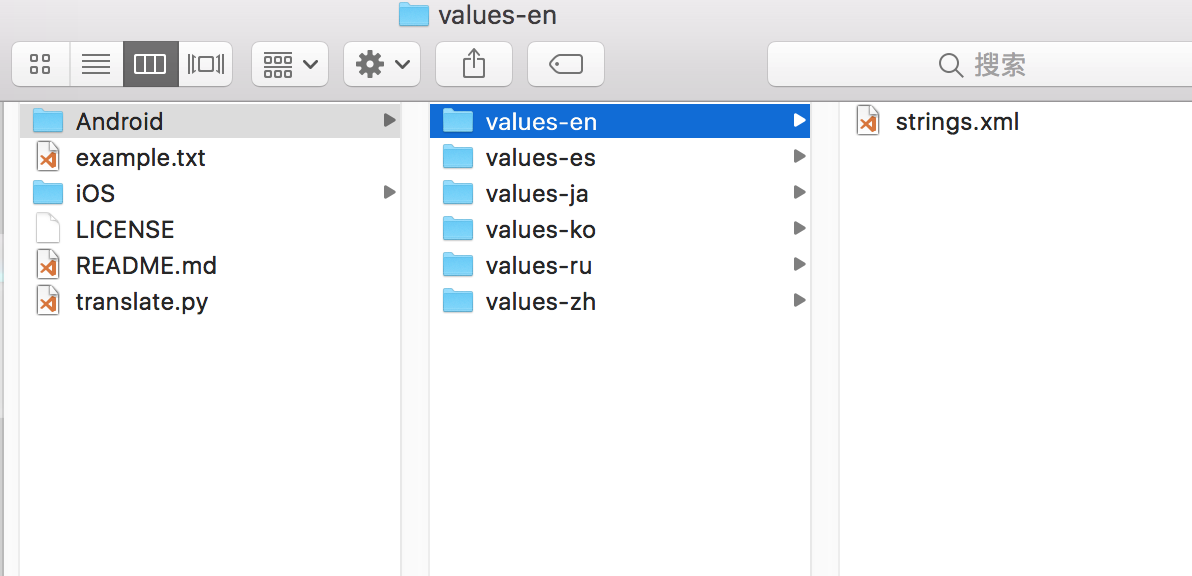 values-en
搜索
Android
example.txt
iOS
LICENSE
README.md
translate.py
values-en
values-es
values-ja
values-ko
values-ru
values-zh
strings.xml